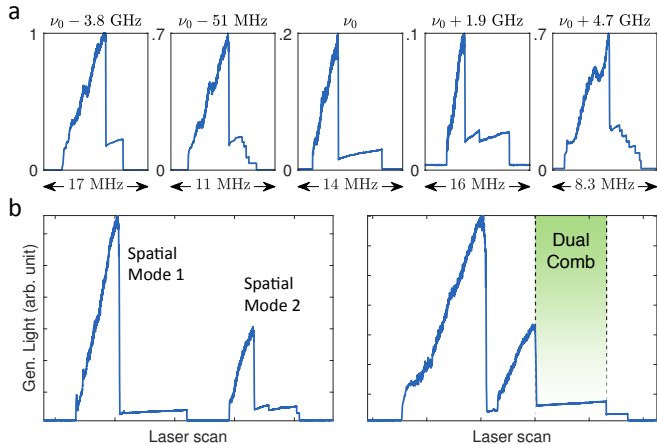 a
ν₀ − 3.8 GHz
ν₀ − 51 MHz
ν₀
ν₀ + 1.9 GHz
ν₀ + 4.7 GHz
1
.7
.2
.1
.7
0
0
0
0
0
17 MHz
11 MHz
14 MHz
16 MHz
8.3 MHz
b
Gen. Light (arb. unit)
Spatial
Mode 1
Spatial
Mode 2
Dual
Comb
Laser scan
Laser scan